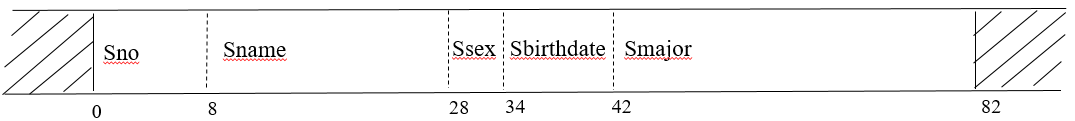 Sno Sname Ssex Sbirthdate Smajor
0 8 28 34 42 82